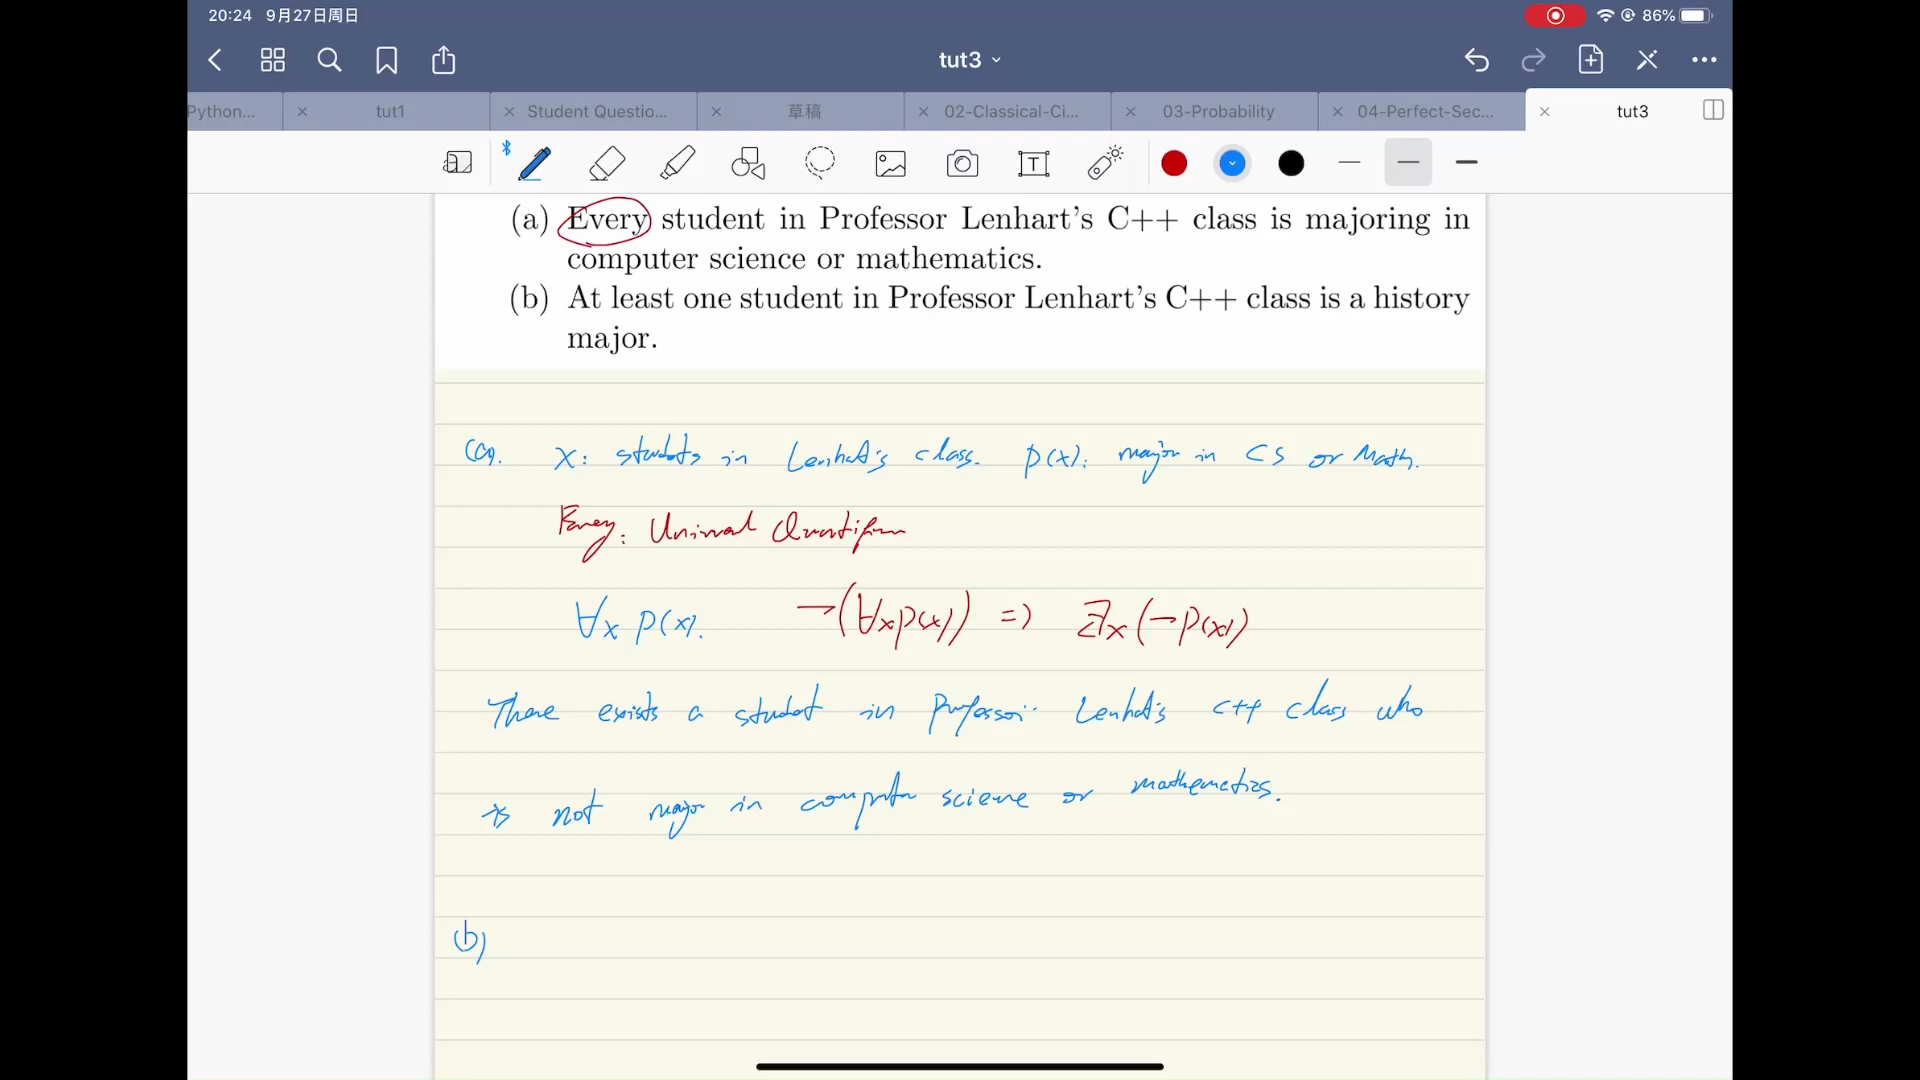 20:24 9月27日周日 86%
tut3
Python... tut1 Student Questio... 草稿 02-Classical-Ci... 03-Probability 04-Perfect-Sec... tut3
(a) Every student in Professor Lenhart's C++ class is majoring in
computer science or mathematics.
(b) At least one student in Professor Lenhart's C++ class is a history
major.
(a). x: students in Lenhart's class. p(x): major in CS or Math.
Every: Universal Quantifier
∀x p(x). ¬(∀x p(x)) => ∃x (¬p(x))
There exists a student in Professor Lenhart's C++ class who
is not major in computer science or mathematics.
(b)